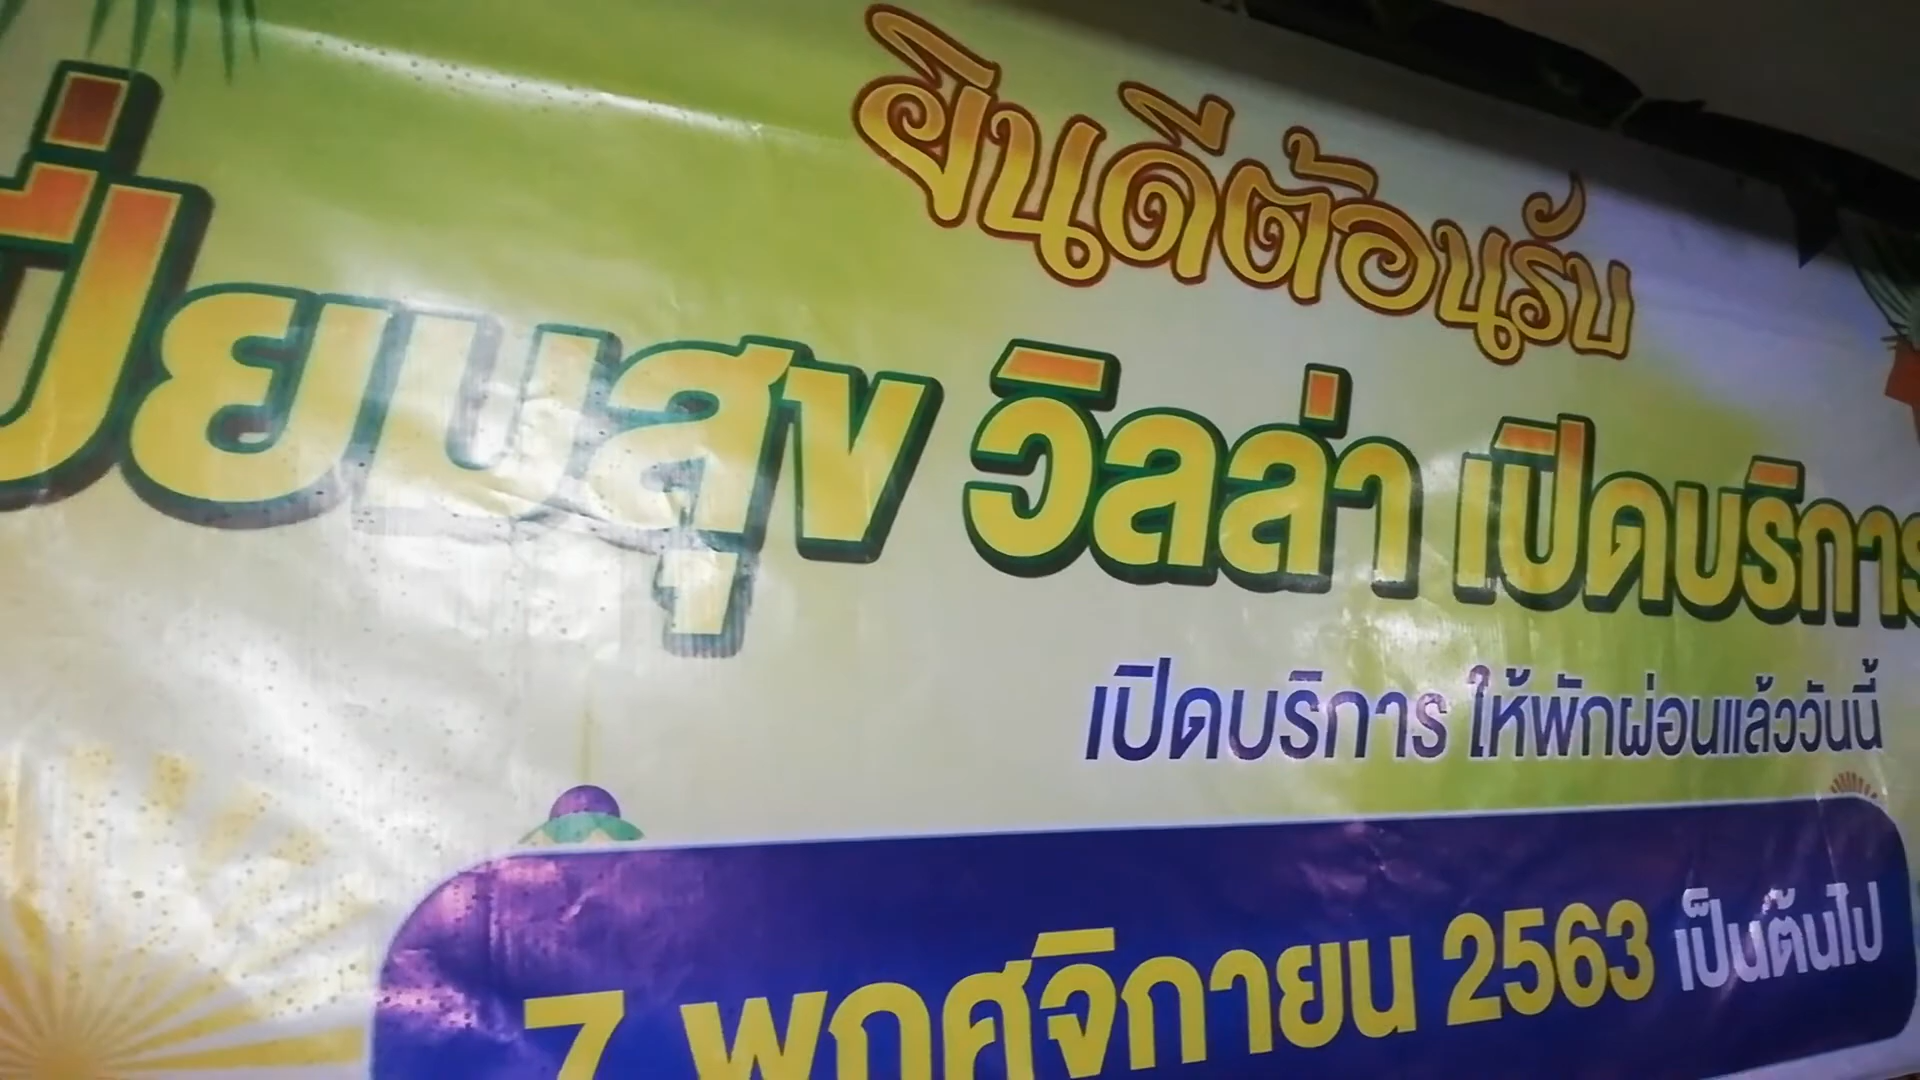 ยินดีต้อนรับ
สุข วิลล่า เปิดบริการ
เปิดบริการ ให้พักผ่อนแล้ววันนี้
7 พฤศจิกายน 2563 เป็นต้นไป